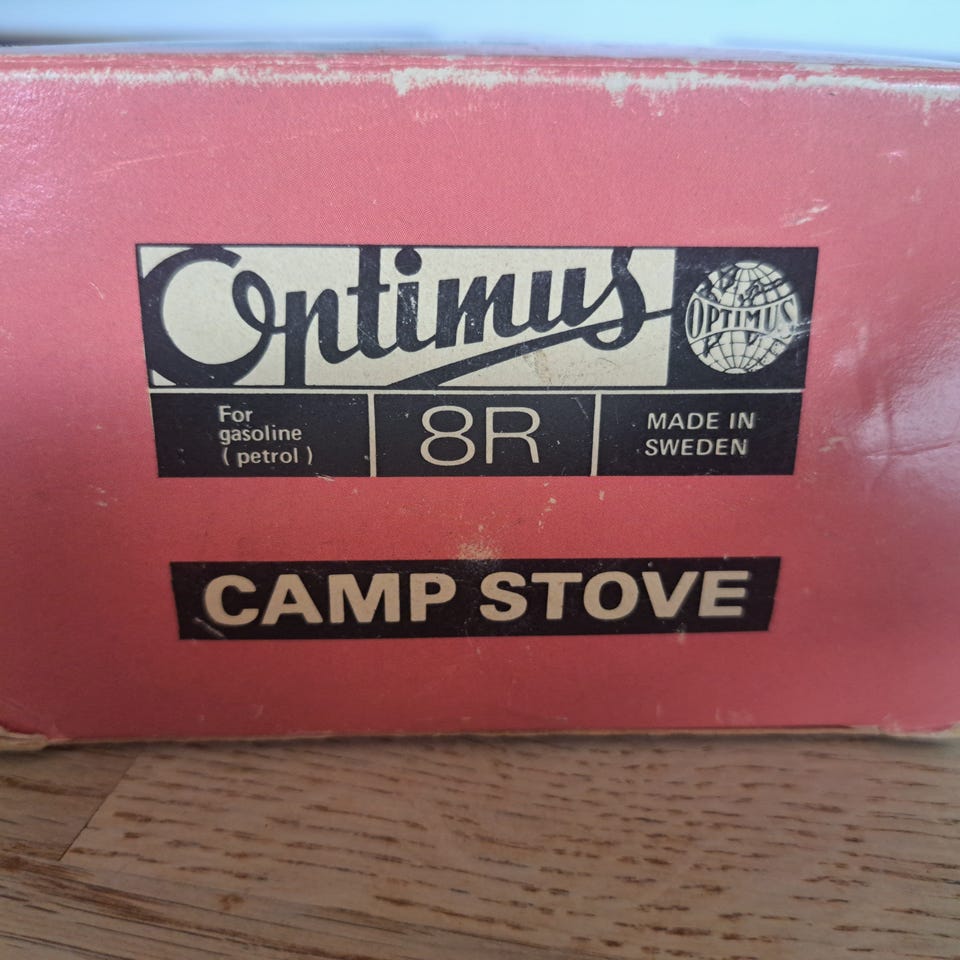 Optimus
OPTIMUS
For
gasoline
( petrol )
8R
MADE IN
SWEDEN
CAMP STOVE